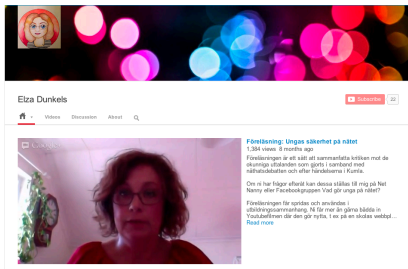 Elza Dunkels
Subscribe
Videos Discussion About
Föreläsning: Ungas säkerhet på nätet
1,384 views 8 months ago
Föreläsningen är ett sätt att sammanfatta kritiken mot de
okunniga uttalanden som gjorts i samband med
näthatsdebatten och efter händelserna i Kumla.
Om ni har frågor efteråt kan dessa ställas till mig på Net
Nanny eller Facebookgruppen Vad gör unga på nätet?
Föreläsningen får spridas och användas i
utbildningssammanhang. Ni får mer än gärna bädda in
Youtubefilmen där den gör nytta, t ex på en skolas webbpl...
Read more